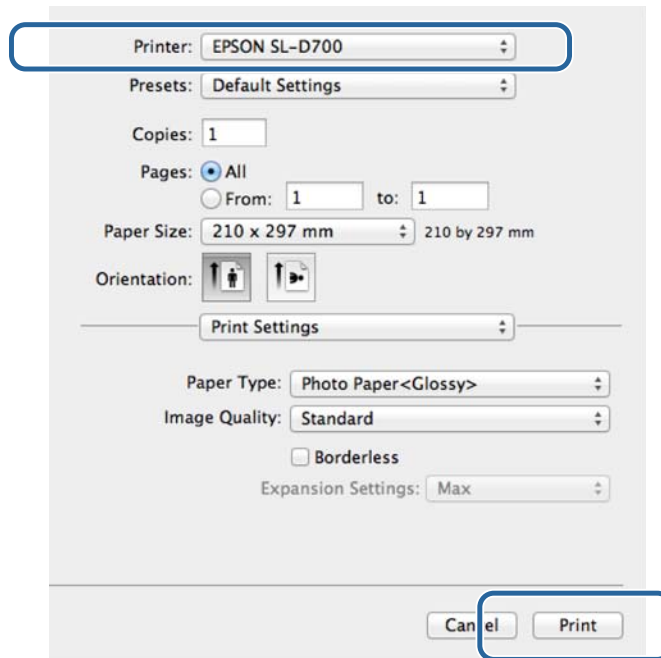 Printer: EPSON SL-D700
Presets: Default Settings
Copies: 1
Pages: All
From: 1 to: 1
Paper Size: 210 x 297 mm 210 by 297 mm
Orientation:
Print Settings
Paper Type: Photo Paper<Glossy>
Image Quality: Standard
Borderless
Expansion Settings: Max
Cancel Print